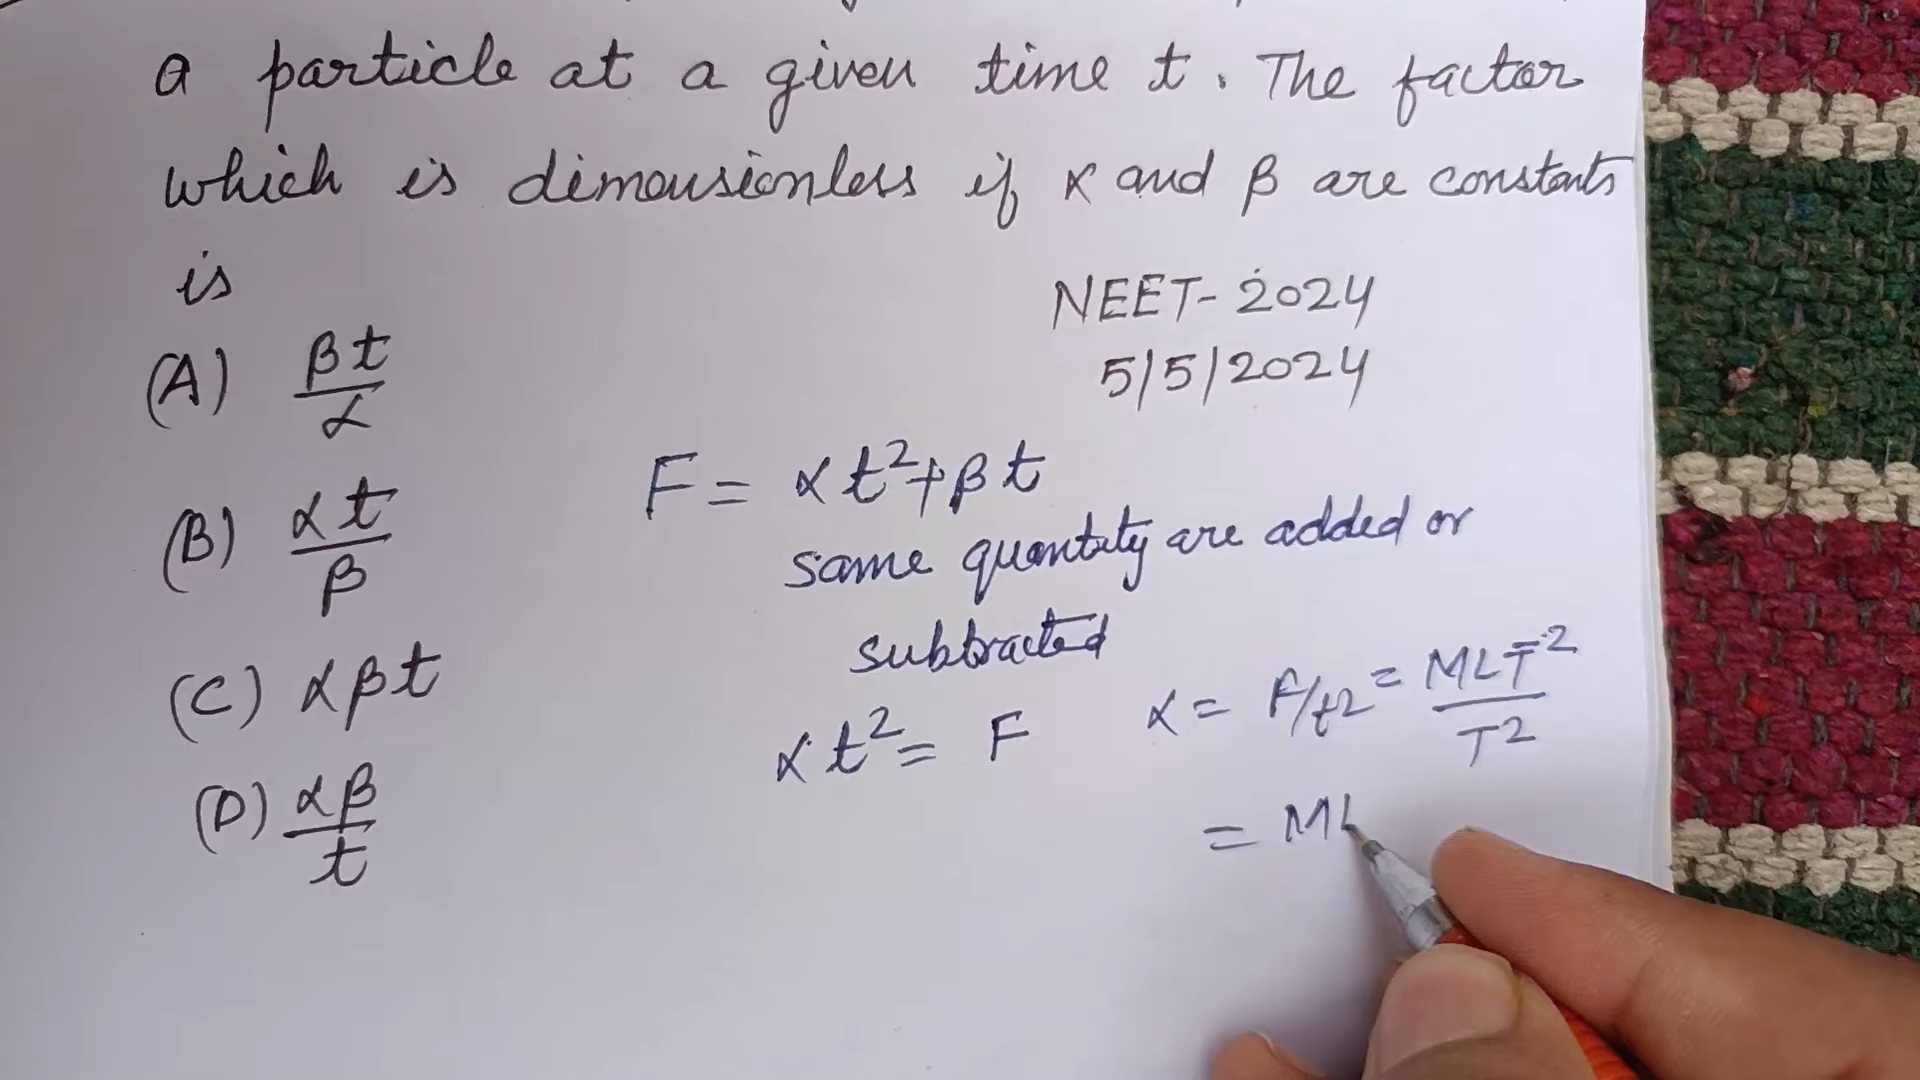 a particle at a given time t. The factor
which is dimensionless if α and β are constants
is
NEET-2024
5/5/2024
(A) βt/α
(B) αt/β
(C) αβt
(D) αβ/t
F = αt²+βt
same quantity are added or
subtracted
αt² = F
α = F/t2 = MLT⁻²/T²
= ML